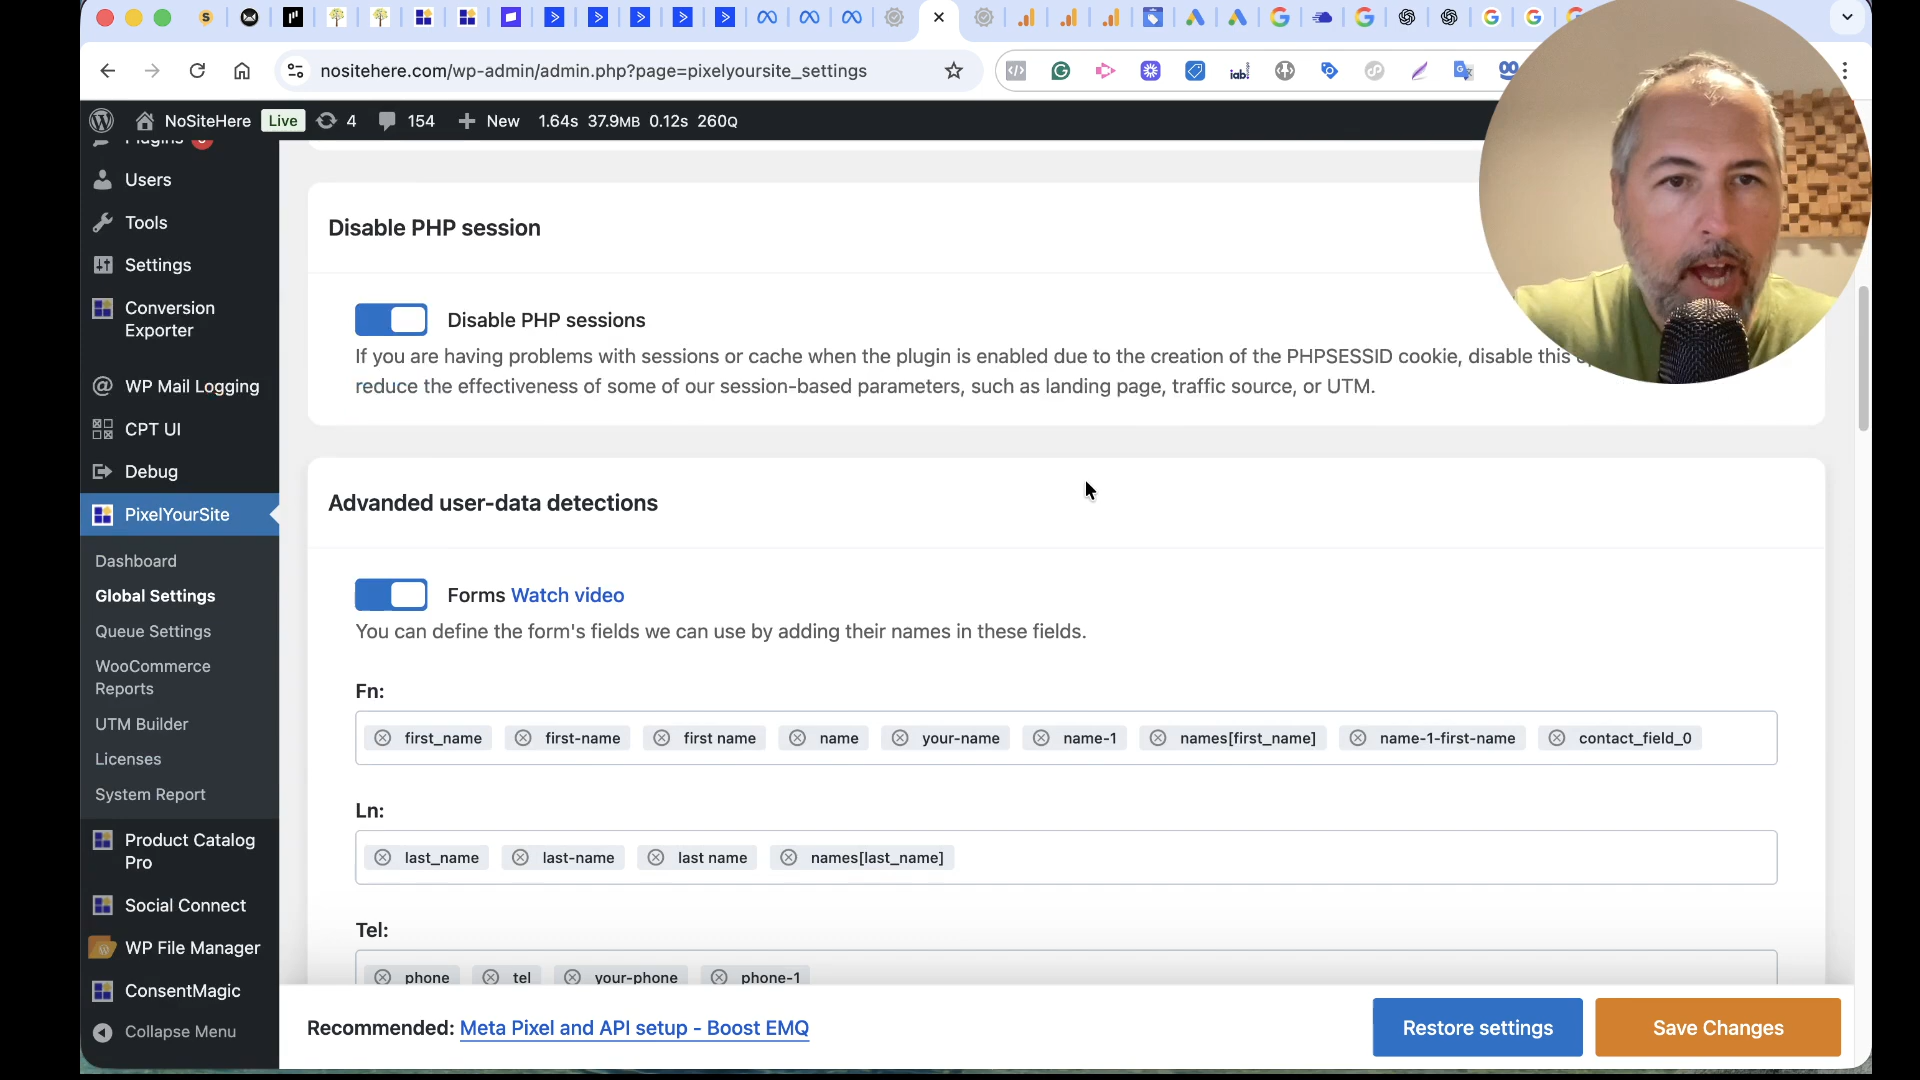 nositehere.com/wp-admin/admin.php?page=pixelyoursite_settings
NoSiteHere Live 4 154 New 1.64s 37.9MB 0.12s 260Q
Plugins
Users
Tools
Settings
Conversion
Exporter
WP Mail Logging
CPT UI
Debug
PixelYourSite
Dashboard
Global Settings
Queue Settings
WooCommerce
Reports
UTM Builder
Licenses
System Report
Product Catalog
Pro
Social Connect
WP File Manager
ConsentMagic
Collapse Menu
Disable PHP session
Disable PHP sessions
If you are having problems with sessions or cache when the plugin is enabled due to the creation of the PHPSESSID cookie, disable this
reduce the effectiveness of some of our session-based parameters, such as landing page, traffic source, or UTM.
Advanded user-data detections
Forms Watch video
You can define the form's fields we can use by adding their names in these fields.
Fn:
first_name first-name first name name your-name name-1 names[first_name] name-1-first-name contact_field_0
Ln:
last_name last-name last name names[last_name]
Tel:
phone tel your-phone phone-1
Recommended: Meta Pixel and API setup - Boost EMQ
Restore settings
Save Changes